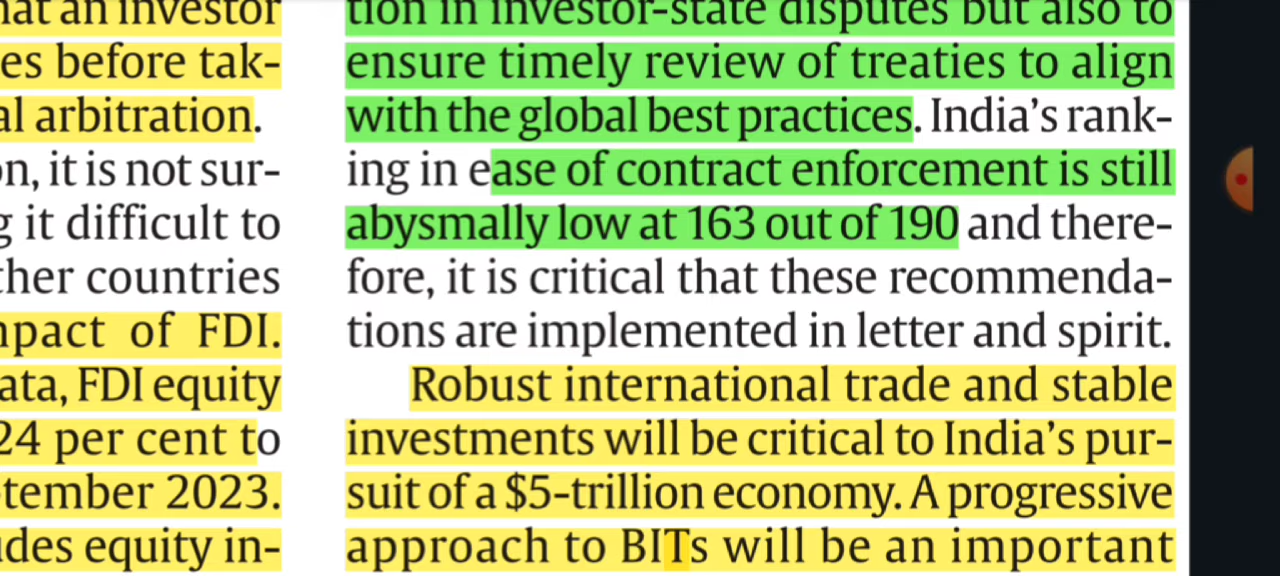 hat an investor
es before tak-
al arbitration.
n, it is not sur-
g it difficult to
her countries
pact of FDI.
ata, FDI equity
24 per cent to
tember 2023.
des equity in-
tion in investor-state disputes but also to
ensure timely review of treaties to align
with the global best practices. India's rank-
ing in ease of contract enforcement is still
abysmally low at 163 out of 190 and there-
fore, it is critical that these recommenda-
tions are implemented in letter and spirit.
Robust international trade and stable
investments will be critical to India's pur-
suit of a $5-trillion economy. A progressive
approach to BITs will be an important